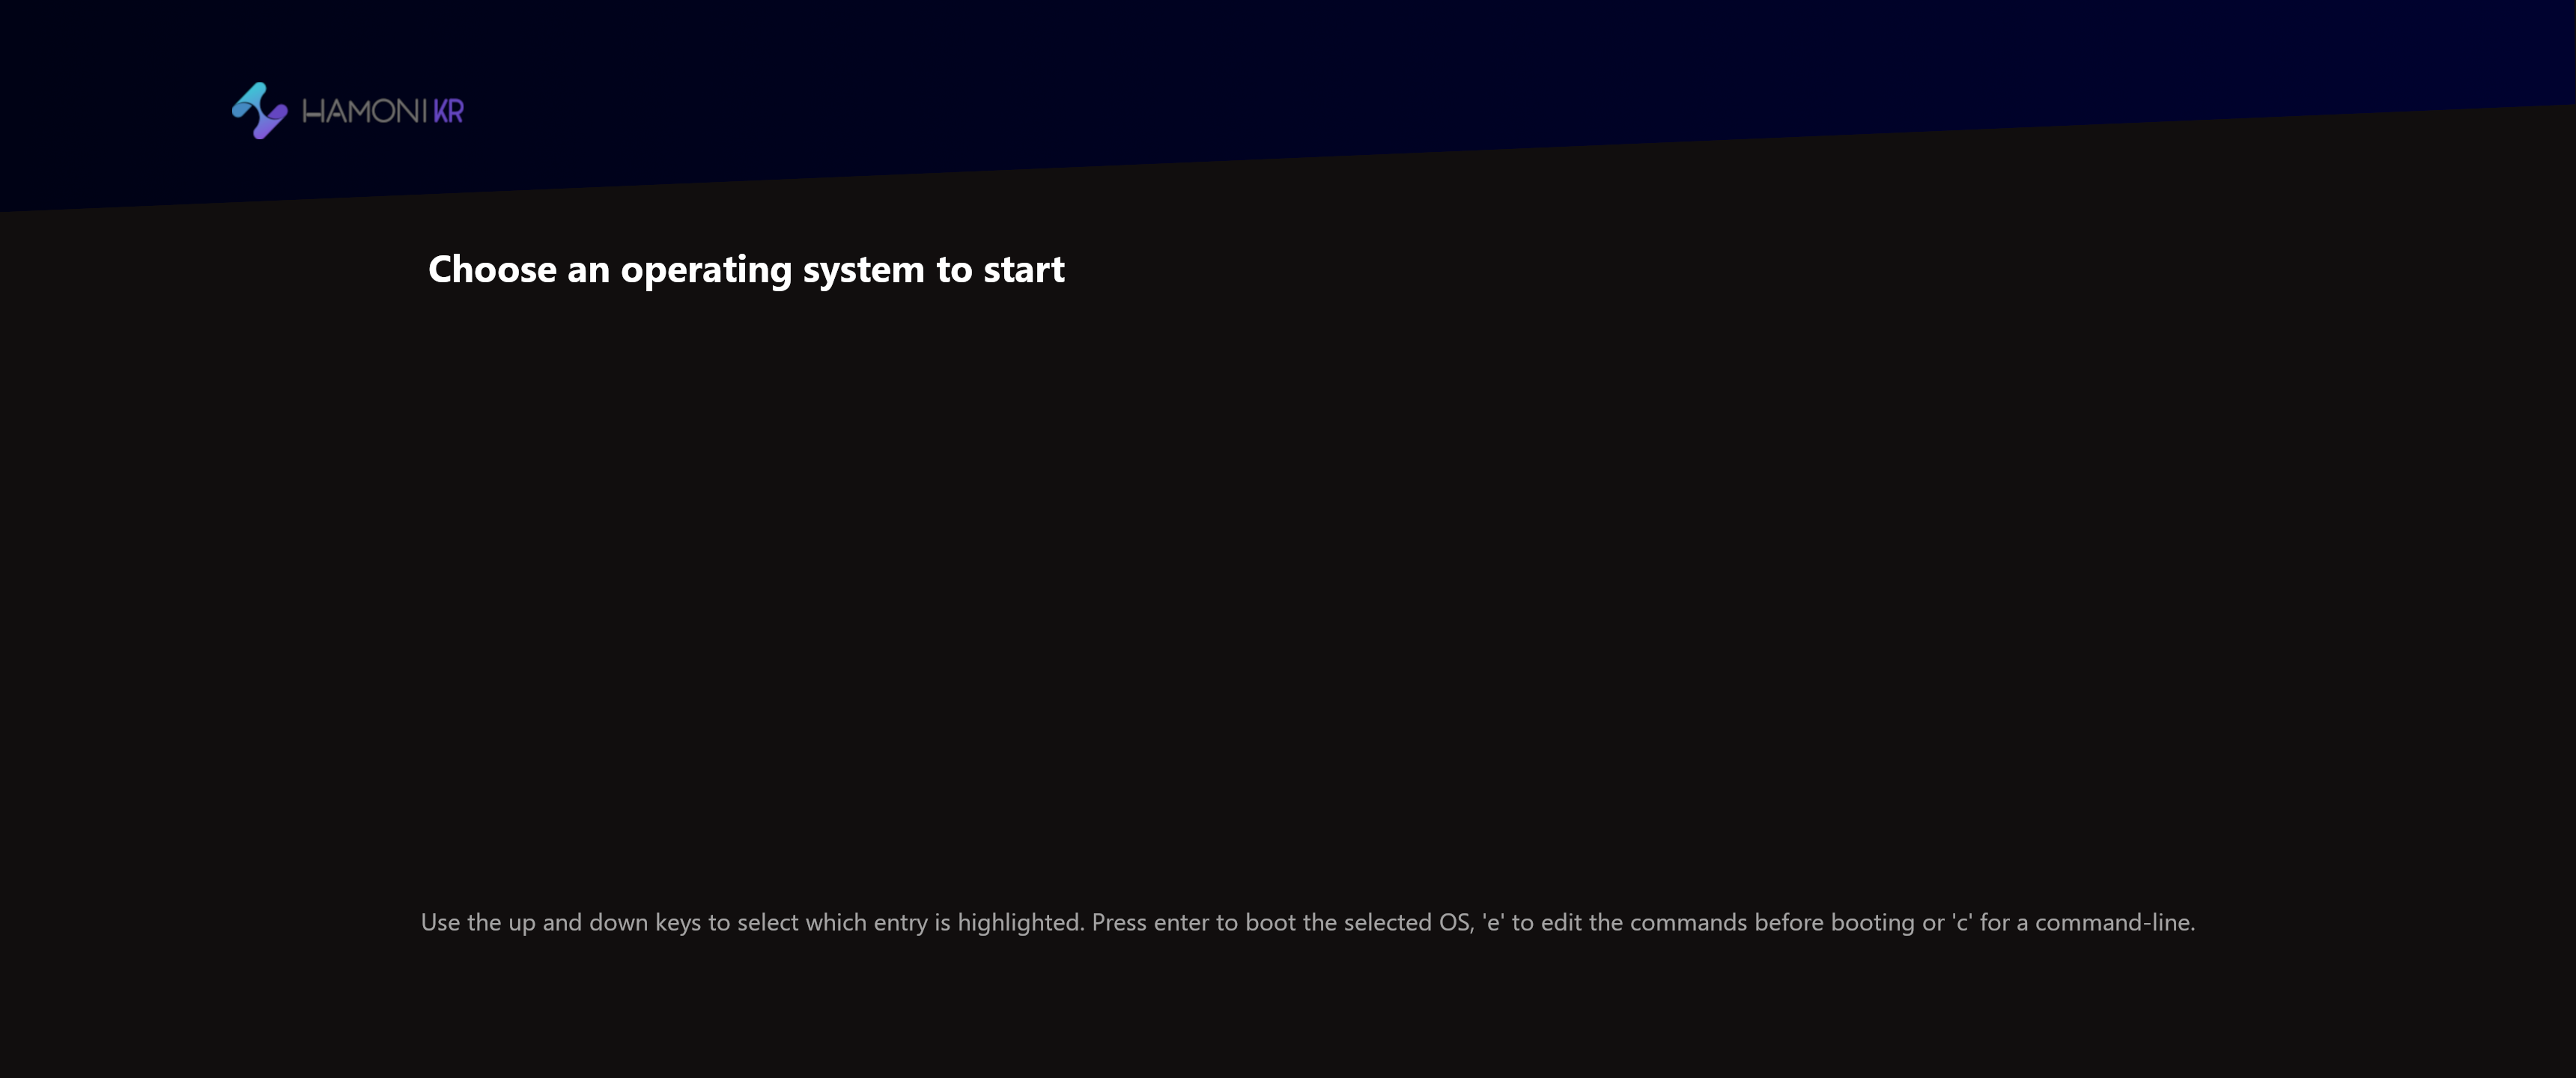 HAMONIKR
Choose an operating system to start
Use the up and down keys to select which entry is highlighted. Press enter to boot the selected OS, 'e' to edit the commands before booting or 'c' for a command-line.